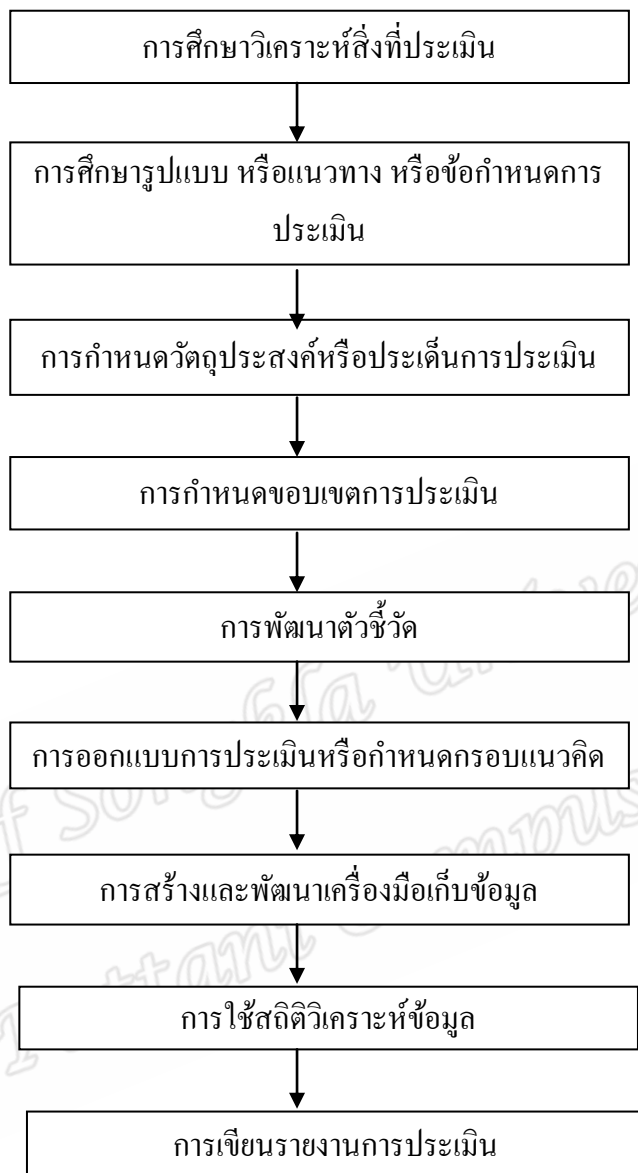 การศึกษาวิเคราะห์สิ่งที่ประเมิน
การศึกษารูปแบบ หรือแนวทาง หรือข้อกำหนดการ
ประเมิน
การกำหนดวัตถุประสงค์หรือประเด็นการประเมิน
การกำหนดขอบเขตการประเมิน
การพัฒนาตัวชี้วัด
การออกแบบการประเมินหรือกำหนดกรอบแนวคิด
การสร้างและพัฒนาเครื่องมือเก็บข้อมูล
การใช้สถิติวิเคราะห์ข้อมูล
การเขียนรายงานการประเมิน